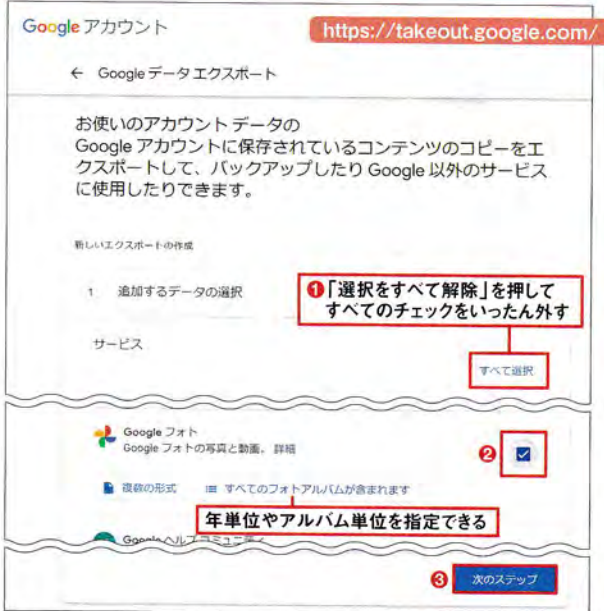 Google アカウント
https://takeout.google.com/
← Google データ エクスポート
お使いのアカウント データの
Google アカウントに保存されているコンテンツのコピーをエ
クスポートして、バックアップしたり Google 以外のサービス
に使用したりできます。
新しいエクスポートの作成
1 追加するデータの選択
❶「選択をすべて解除」を押して
すべてのチェックをいったん外す
サービス
すべて選択
Google フォト
Google フォトの写真と動画。 詳細
❷
複数の形式 すべてのフォトアルバムが含まれます
年単位やアルバム単位を指定できる
Google ヘルプ コミュニティ
❸ 次のステップ